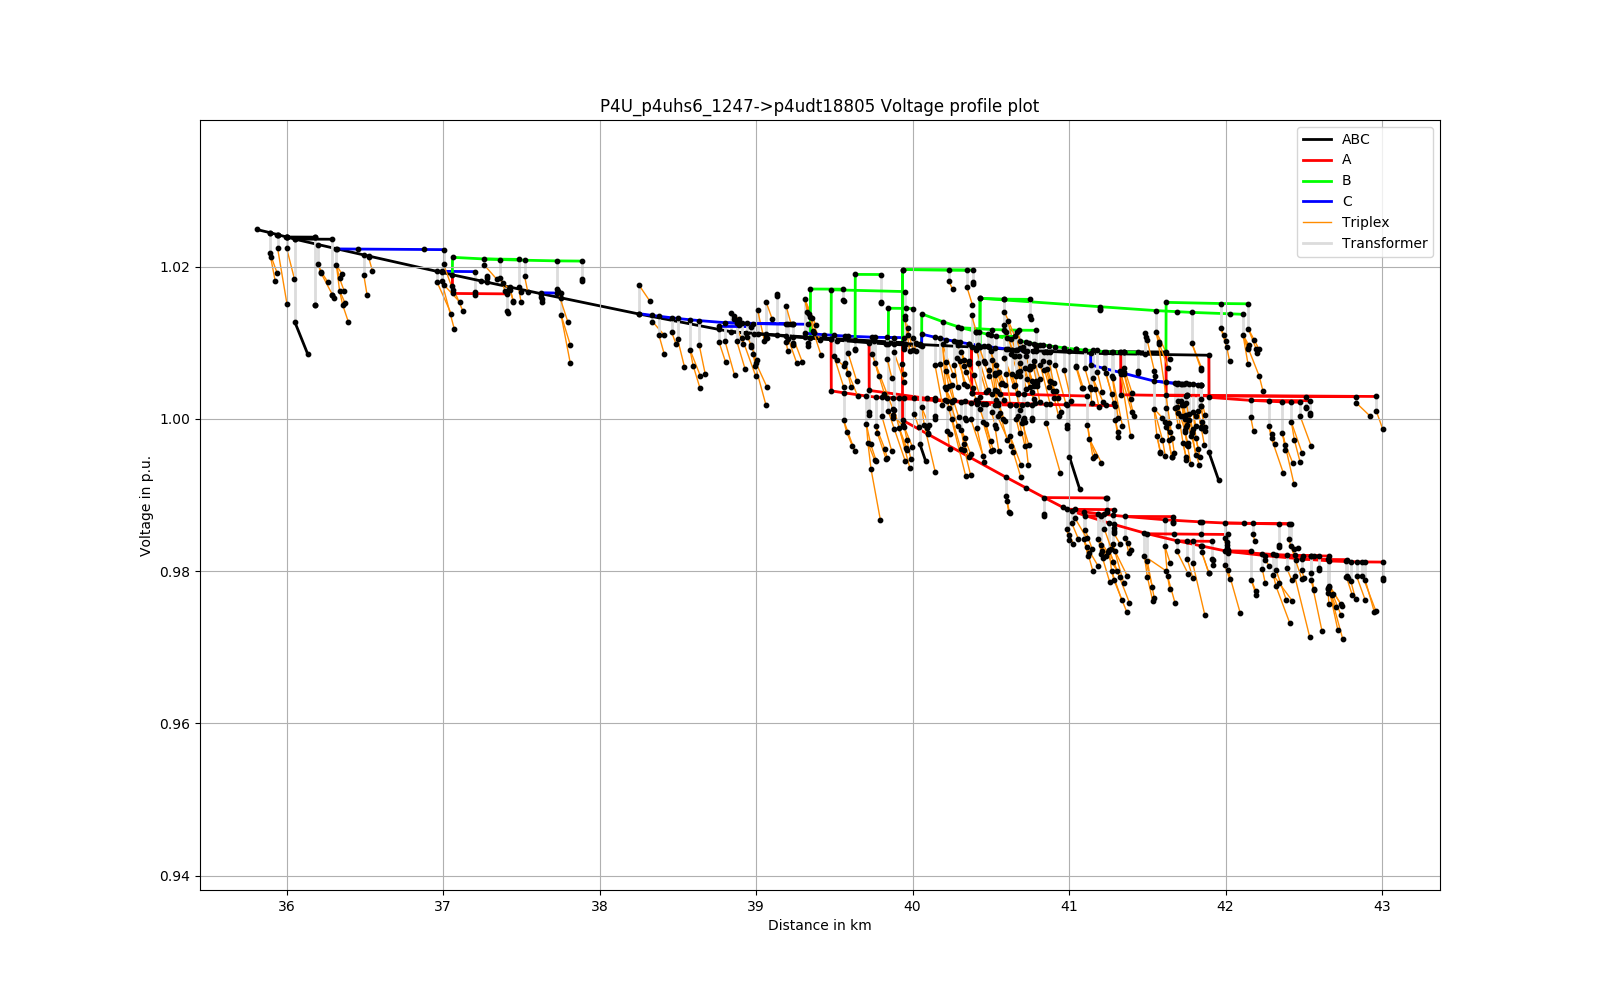 P4U_p4uhs6_1247->p4udt18805 Voltage profile plot
ABC
A
B
C
Triplex
Transformer
1.02
1.00
0.98
0.96
0.94
Voltage in p.u.
36 37 38 39 40 41 42 43
Distance in km